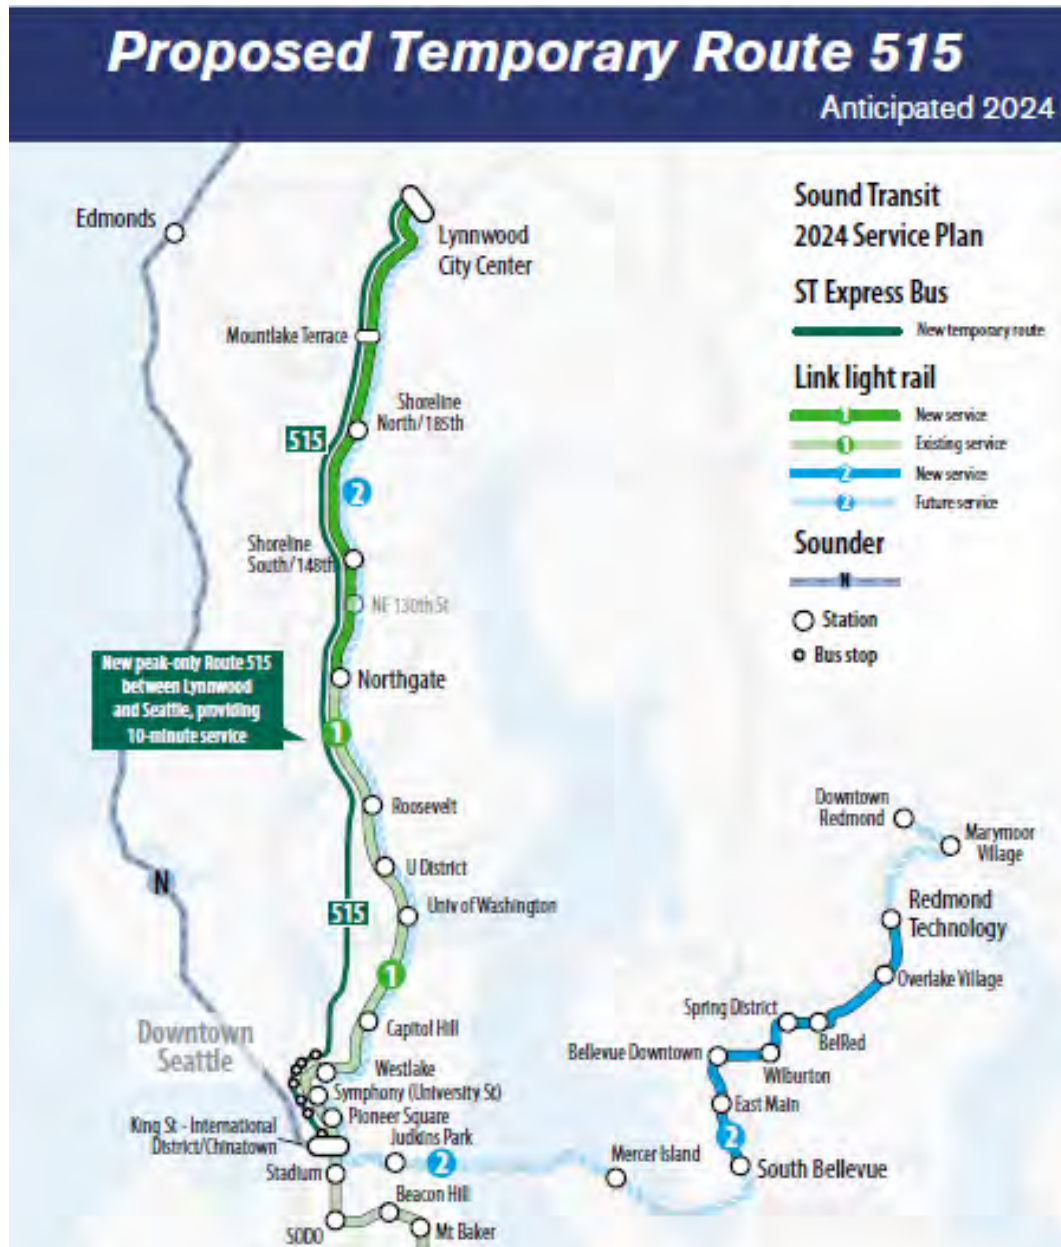 Proposed Temporary Route 515
Anticipated 2024
Sound Transit
2024 Service Plan
ST Express Bus
New temporary route
Link light rail
1
New service
1
Existing service
2
New service
2
Future service
Sounder
N
Station
Bus stop
Edmonds
Lynnwood
City Center
Mountlake Terrace
Shoreline
North/185th
515
2
Shoreline
South/148th
NE 130th St
Northgate
New peak-only Route 515
between Lynnwood
and Seattle, providing
10-minute service
1
Roosevelt
U District
N
515
Univ of Washington
1
Capitol Hill
Downtown
Seattle
Westlake
Symphony (University St)
Pioneer Square
King St - International
District/Chinatown
Judkins Park
2
Stadium
Beacon Hill
SODO
Mt Baker
Downtown
Redmond
Marymoor
Village
Redmond
Technology
Overlake Village
Spring District
BelRed
Bellevue Downtown
Wilburton
East Main
2
Mercer Island
South Bellevue